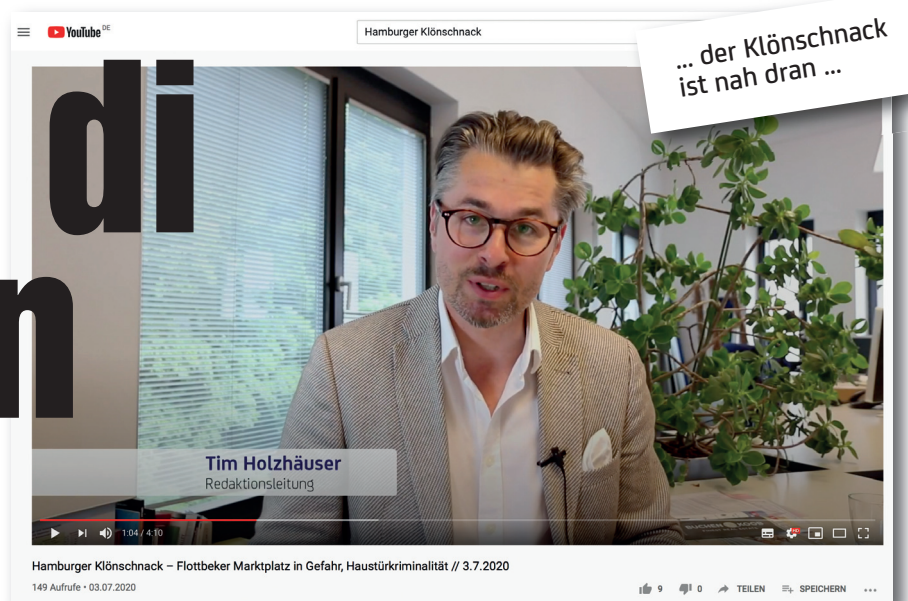 YouTube DE
Hamburger Klönschnack
... der Klönschnack
ist nah dran ...
di
n
Tim Holzhäuser
Redaktionsleitung
1:04 / 4:10
HD
Hamburger Klönschnack – Flottbeker Marktplatz in Gefahr, Haustürkriminalität // 3.7.2020
149 Aufrufe • 03.07.2020
9 0 TEILEN SPEICHERN